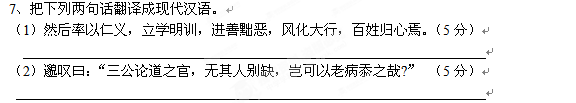 7、把下列两句话翻译成现代汉语。
（1）然后率以仁义，立学明训，进善黜恶，风化大行，百姓归心焉。（5 分）
（2）邈叹曰：“三公论道之官，无其人则缺，岂可以老病忝之哉?”　（5 分）